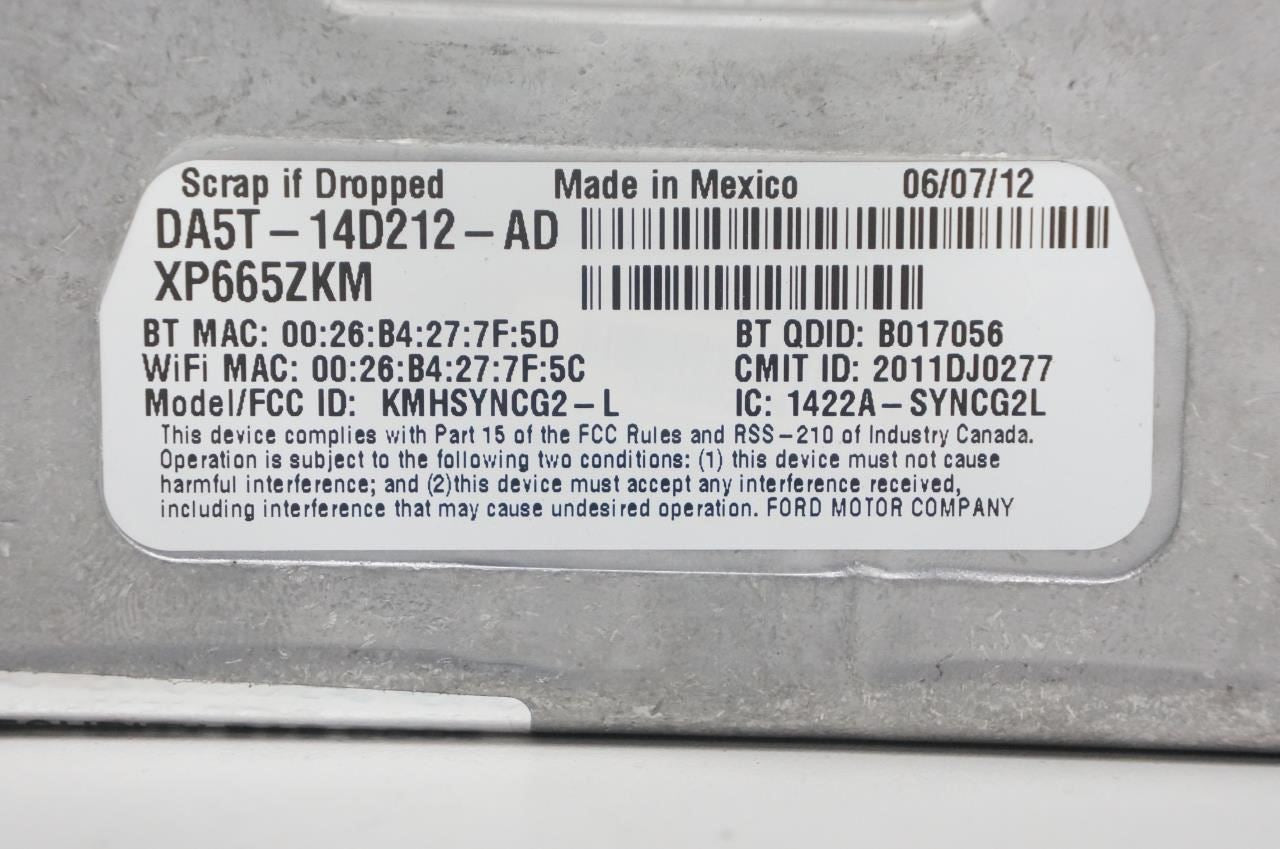 Scrap if Dropped Made in Mexico 06/07/12
DA5T-14D212-AD
XP665ZKM
BT MAC: 00:26:B4:27:7F:5D BT QDID: B017056
WiFi MAC: 00:26:B4:27:7F:5C CMIT ID: 2011DJ0277
Model/FCC ID: KMHSYNCG2-L IC: 1422A-SYNCG2L
This device complies with Part 15 of the FCC Rules and RSS-210 of Industry Canada.
Operation is subject to the following two conditions: (1) this device must not cause
harmful interference; and (2)this device must accept any interference received,
including interference that may cause undesired operation. FORD MOTOR COMPANY